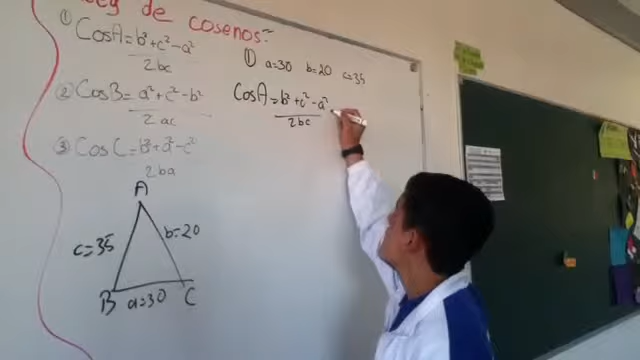 Ley de cosenos:
① CosA = b² + c² - a²
2bc
② CosB = a² + c² - b²
2ac
③ Cos C = b² + a² - c²
2ba
A
c=35
b=20
B
a=30
C
① a=30 b=20 c=35
CosA = b² + c² - a²
2bc